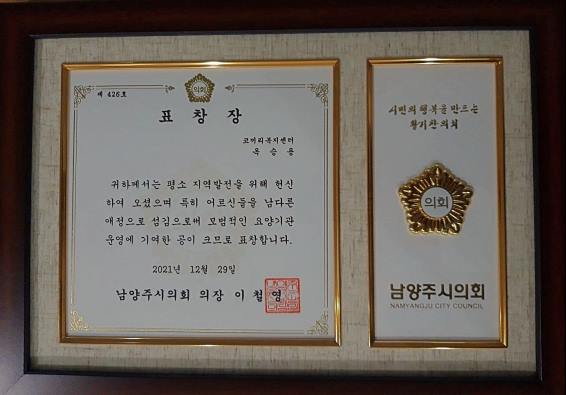 제 426호
의회
표창장
코끼리복지센터
옥승용
귀하께서는 평소 지역발전을 위해 헌신
하여 오셨으며 특히 어르신들을 남다른
애정으로 섬김으로써 모범적인 요양기관
운영에 기여한 공이 크므로 표창합니다.
2021년 12월 29일
남양주시의회 의장 이철영
시민의 행복을 만드는
왕지찬 의회
의회
남양주시의회
NAMYANGJU CITY COUNCIL